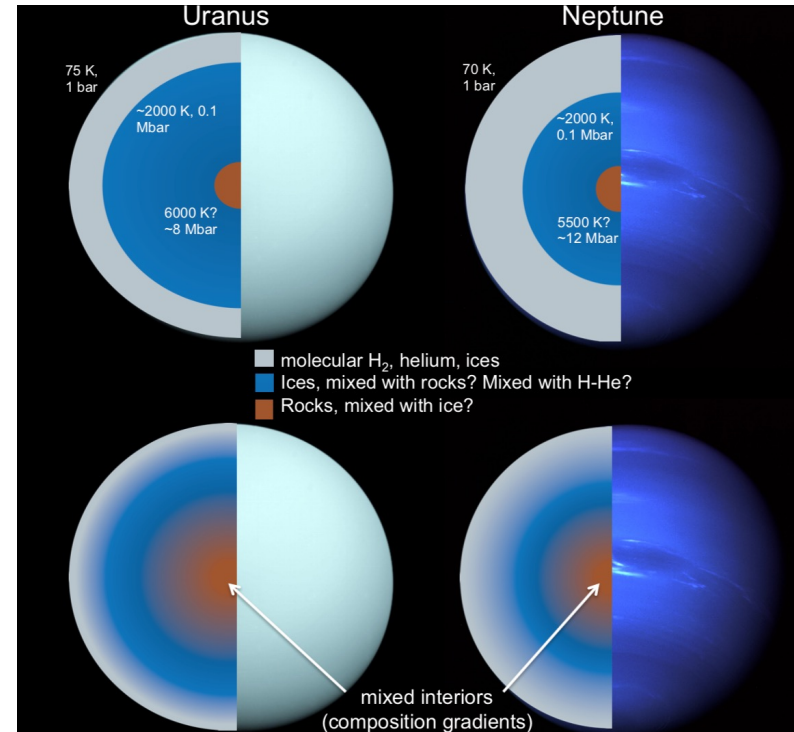 Uranus
Neptune
75 K,
1 bar
~2000 K, 0.1
Mbar
6000 K?
~8 Mbar
70 K,
1 bar
~2000 K,
0.1 Mbar
5500 K?
~12 Mbar
molecular H₂, helium, ices
Ices, mixed with rocks? Mixed with H-He?
Rocks, mixed with ice?
mixed interiors
(composition gradients)